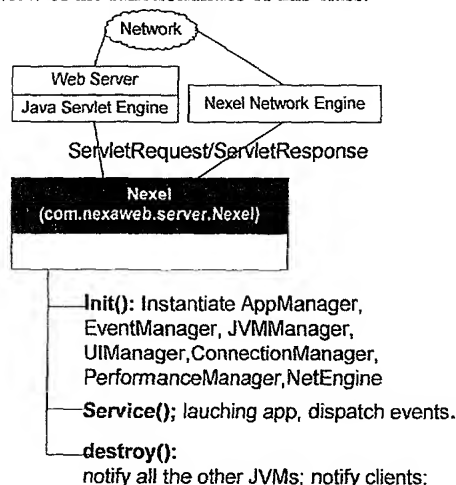 Network
Web Server
Java Servlet Engine
Nexel Network Engine
ServletRequest/ServletResponse
Nexel
(com.nexaweb.server.Nexel)
Init(): Instantiate AppManager,
EventManager, JVMManager,
UIManager,ConnectionManager,
PerformanceManager,NetEngine
Service(); lauching app, dispatch events.
destroy():
notify all the other JVMs; notify clients;